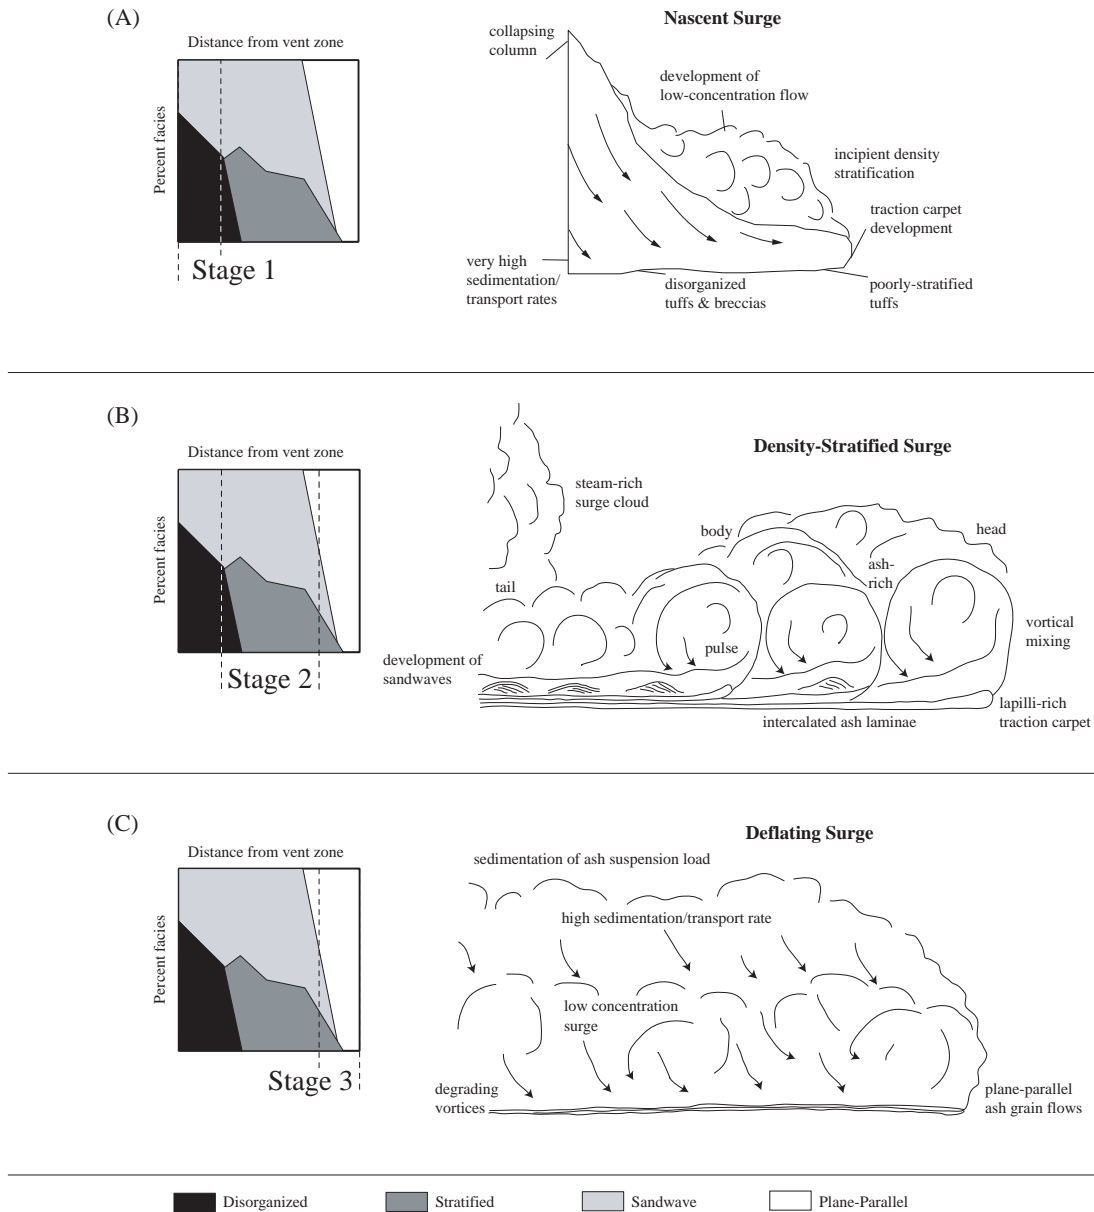 (A)
Nascent Surge
Distance from vent zone
Percent facies
Stage 1
collapsing
column
development of
low-concentration flow
incipient density
stratification
traction carpet
development
very high
sedimentation/
transport rates
disorganized
tuffs & breccias
poorly-stratified
tuffs
(B)
Density-Stratified Surge
Distance from vent zone
Percent facies
Stage 2
steam-rich
surge cloud
body
head
ash-
rich
tail
vortical
mixing
pulse
development of
sandwaves
lapilli-rich
traction carpet
intercalated ash laminae
(C)
Deflating Surge
Distance from vent zone
Percent facies
Stage 3
sedimentation of ash suspension load
high sedimentation/transport rate
low concentration
surge
degrading
vortices
plane-parallel
ash grain flows
Disorganized
Stratified
Sandwave
Plane-Parallel